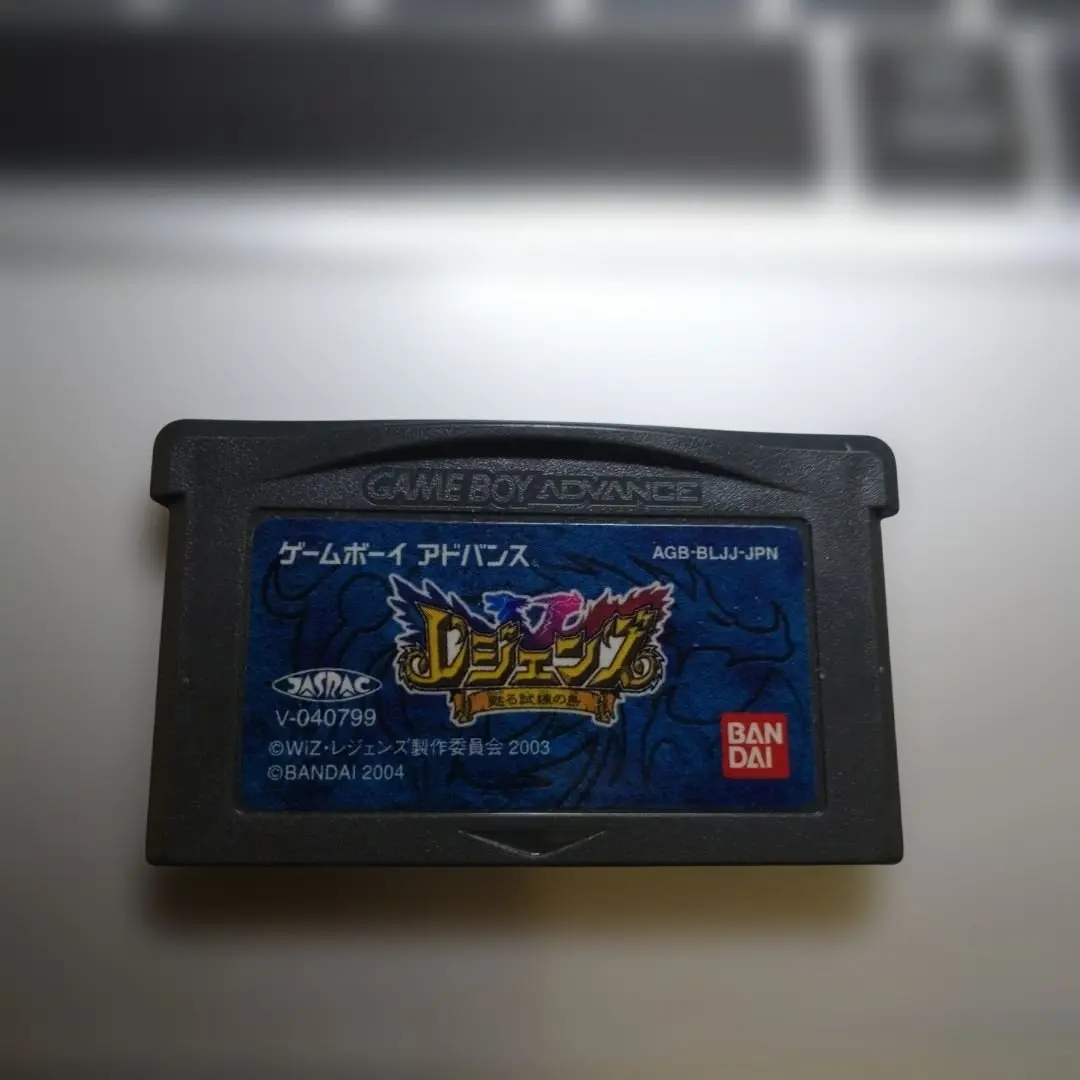 GAME BOY ADVANCE
ゲームボーイ アドバンス
AGB-BLJJ-JPN
レジェンズ
甦る試練の島
JASRAC
V-040799
©WiZ・レジェンズ製作委員会 2003
©BANDAI 2004
BAN
DAI